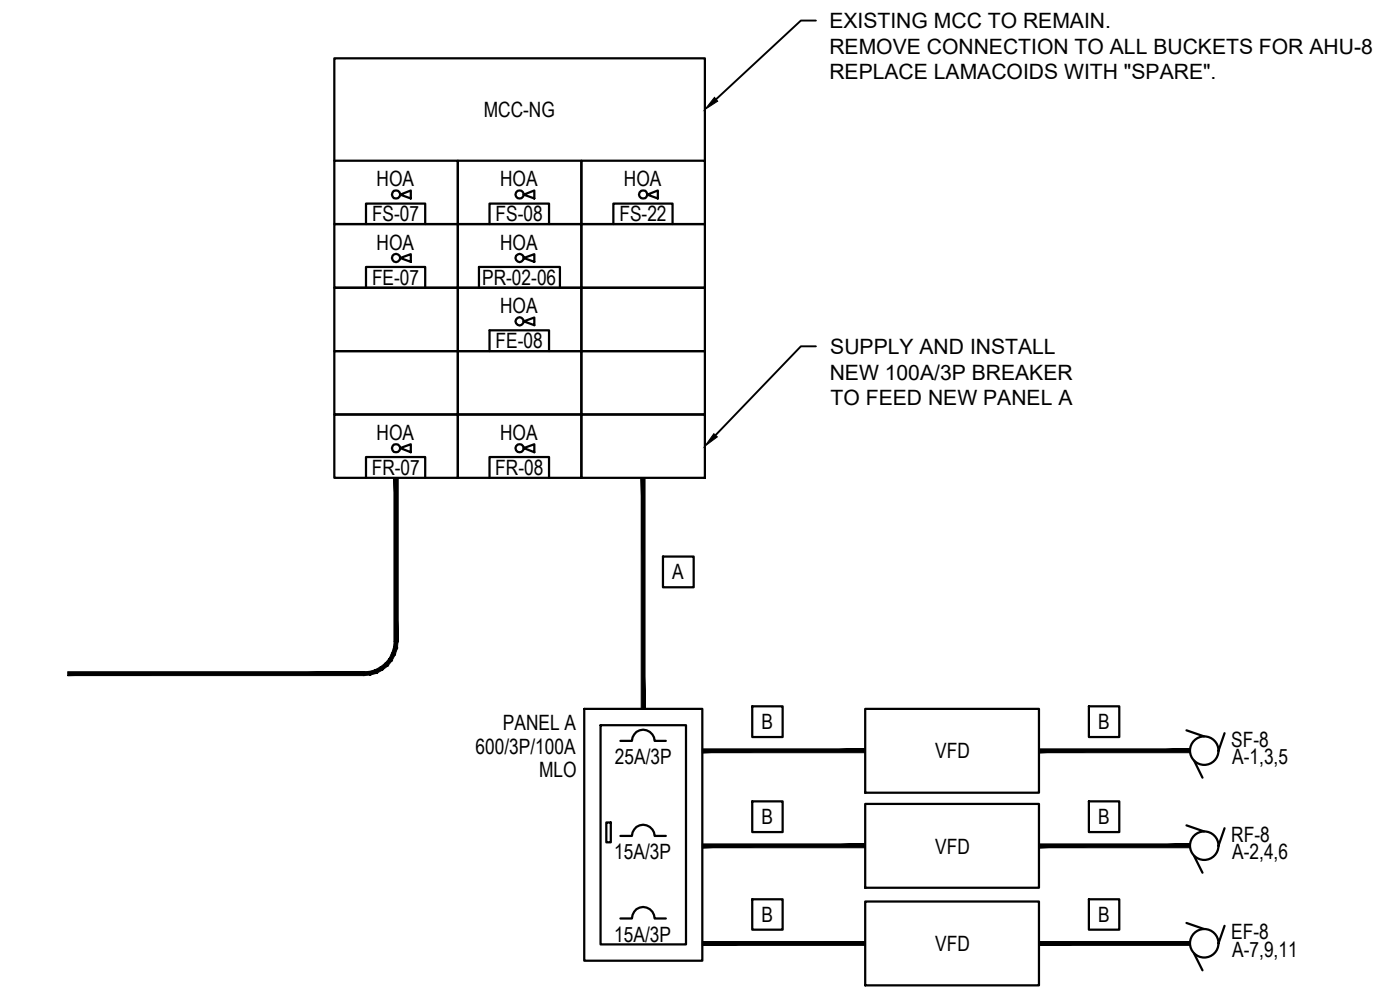 EXISTING MCC TO REMAIN.
REMOVE CONNECTION TO ALL BUCKETS FOR AHU-8
REPLACE LAMACOIDS WITH "SPARE".
MCC-NG
HOA HOA HOA
FS-07 FS-08 FS-22
HOA HOA
FE-07 PR-02-06
HOA
FE-08
SUPPLY AND INSTALL
NEW 100A/3P BREAKER
TO FEED NEW PANEL A
HOA HOA
FR-07 FR-08
A
PANEL A
600/3P/100A
MLO
25A/3P
B
VFD
B
SF-8
A-1,3,5
15A/3P
B
VFD
B
RF-8
A-2,4,6
15A/3P
B
VFD
B
EF-8
A-7,9,11